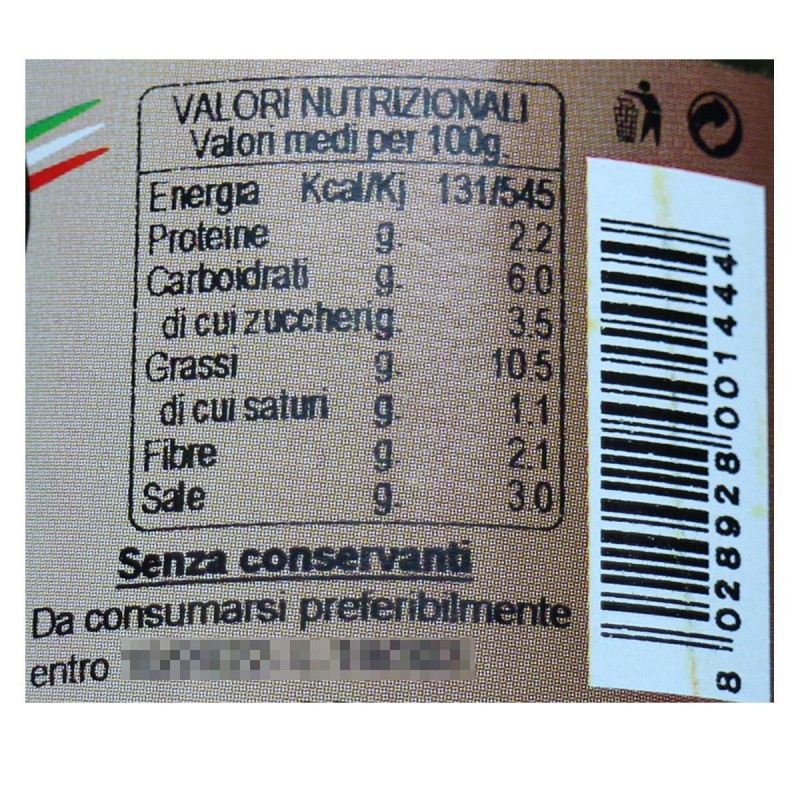 VALORI NUTRIZIONALI
Valori medi per 100g.
Energia Kcal/Kj 131/545
Proteine g. 2.2
Carboidrati g. 6.0
di cui zuccheri g. 3.5
Grassi g. 10.5
di cui saturi g. 1.1
Fibre g. 2.1
Sale g. 3.0
Senza conservanti
Da consumarsi preferibilmente
entro
8 028928 001444